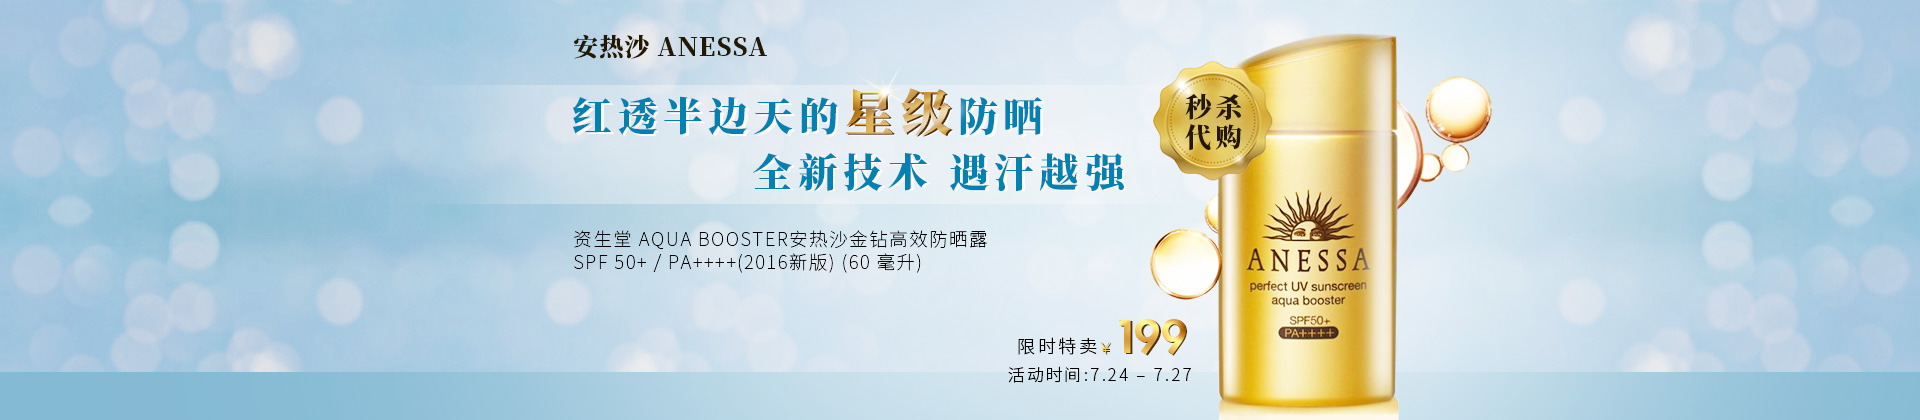 安热沙 ANESSA
红透半边天的星级防晒
全新技术 遇汗越强
资生堂 AQUA BOOSTER安热沙金钻高效防晒露
SPF 50+ / PA++++(2016新版) (60 毫升)
限时特卖¥199
活动时间:7.24 – 7.27
秒杀
代购
ANESSA
perfect UV sunscreen
aqua booster
SPF50+
PA++++